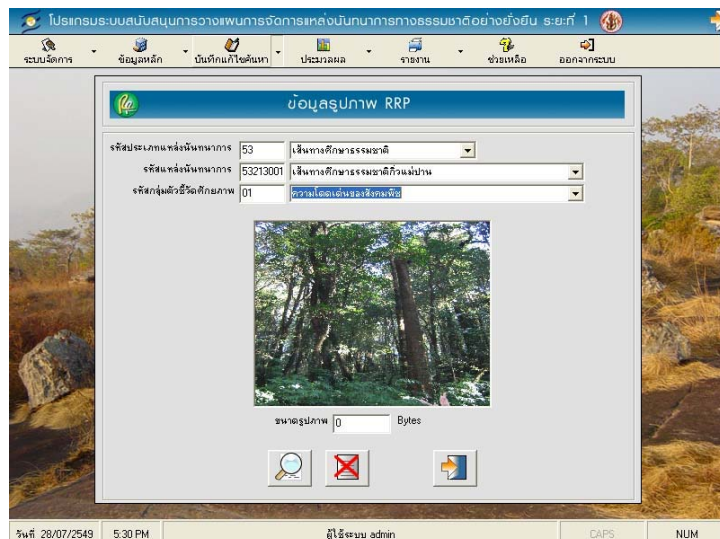 โปรแกรมระบบสนับสนุนการวางแผนการจัดการแหล่งนันทนาการทางธรรมชาติอย่างยั่งยืน ระยะที่ 1
ระบบจัดการ ข้อมูลหลัก บันทึกแก้ไขค้นหา ประมวลผล รายงาน ช่วยเหลือ ออกจากระบบ
ข้อมูลรูปภาพ RRP
รหัสประเภทแหล่งนันทนาการ 53 เส้นทางศึกษาธรรมชาติ
รหัสแหล่งนันทนาการ 53213001 เส้นทางศึกษาธรรมชาติกิ่วแม่ปาน
รหัสกลุ่มตัวชี้วัดศักยภาพ 01 ความโดดเด่นของสังคมพืช
ขนาดรูปภาพ 0 Bytes
วันที่ 28/07/2549 5:30 PM ผู้ใช้ระบบ admin CAPS NUM